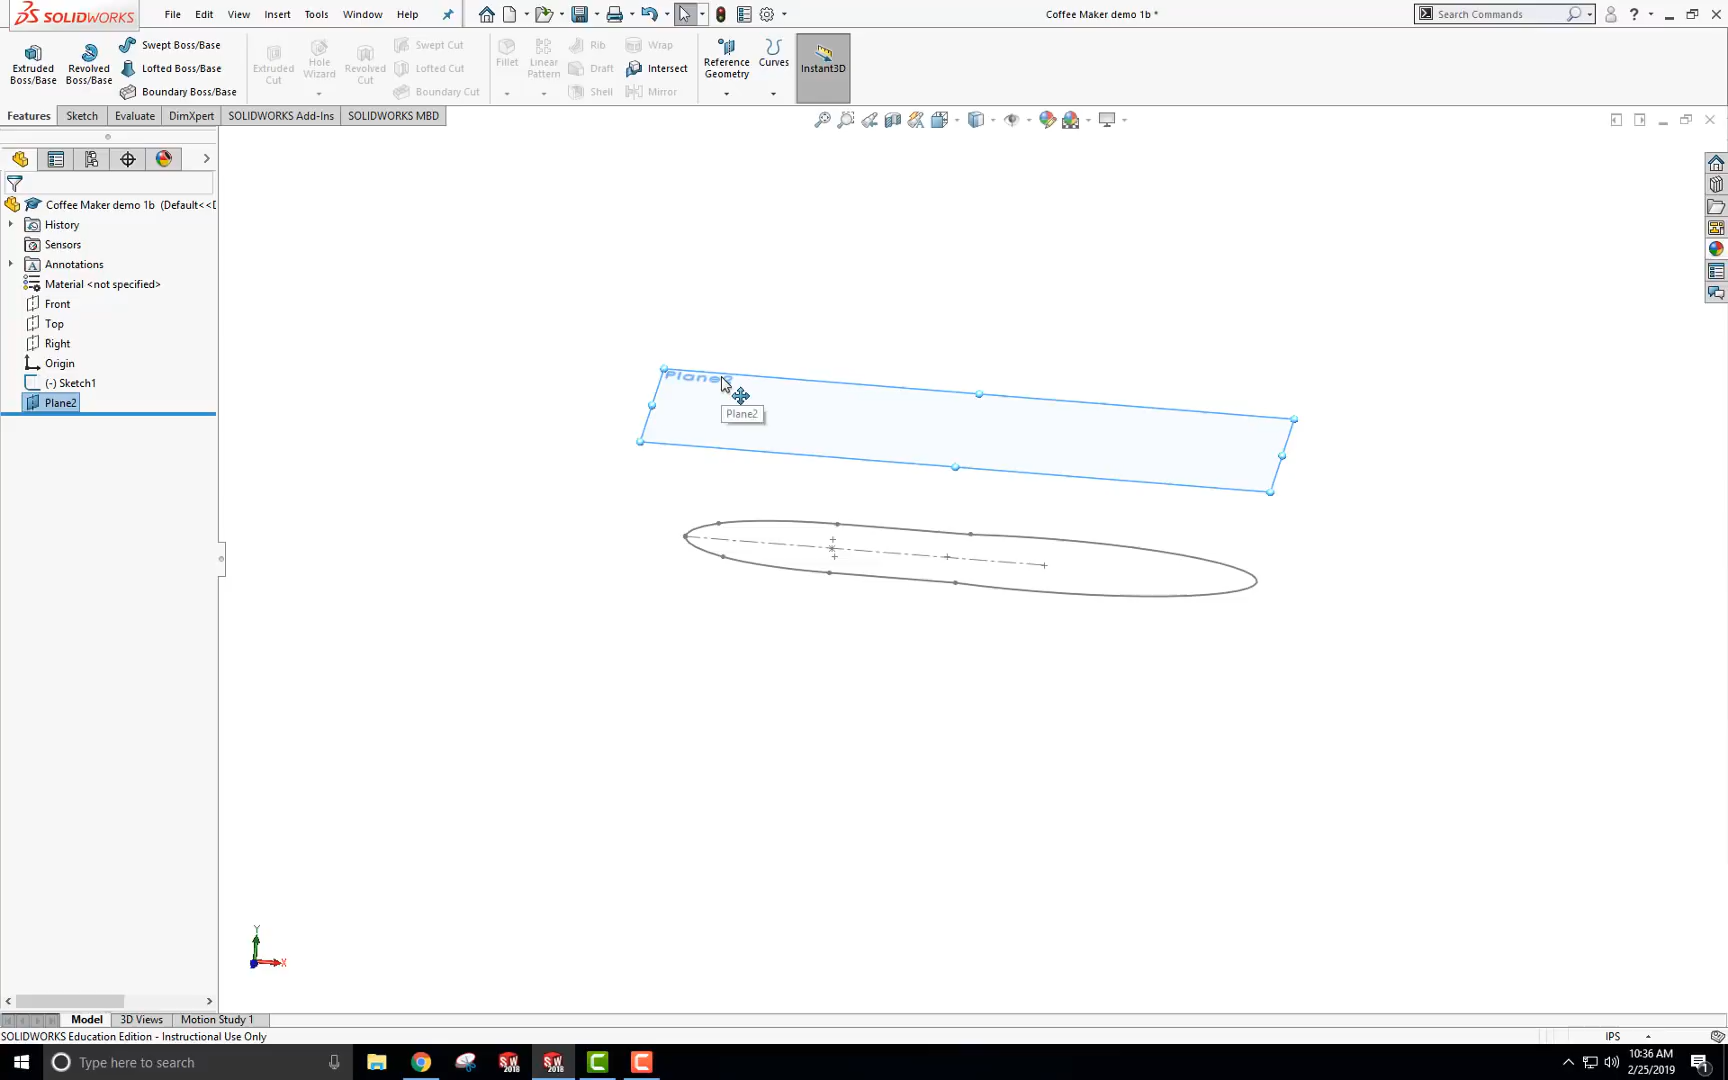 SOLIDWORKS File Edit View Insert Tools Window Help Coffee Maker demo 1b * Search Commands
Extruded Boss/Base
Revolved Boss/Base
Swept Boss/Base
Lofted Boss/Base
Boundary Boss/Base
Extruded Cut
Hole Wizard
Revolved Cut
Swept Cut
Lofted Cut
Boundary Cut
Fillet
Linear Pattern
Rib
Draft
Shell
Wrap
Intersect
Mirror
Reference Geometry
Curves
Instant3D
Features Sketch Evaluate DimXpert SOLIDWORKS Add-Ins SOLIDWORKS MBD
Coffee Maker demo 1b (Default<<D
History
Sensors
Annotations
Material <not specified>
Front
Top
Right
Origin
(-) Sketch1
Plane2
Plane2
Plane2
Y
X
Model 3D Views Motion Study 1
SOLIDWORKS Education Edition - Instructional Use Only IPS
Type here to search
SW 2018
SW 2018
10:36 AM
2/25/2019
1